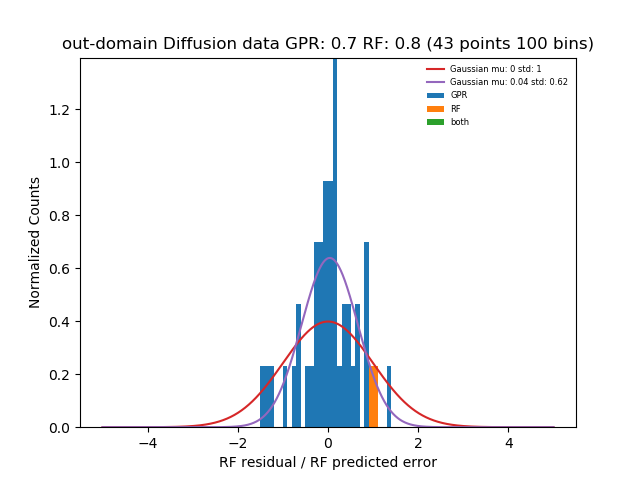 out-domain Diffusion data GPR: 0.7 RF: 0.8 (43 points 100 bins)
Gaussian mu: 0 std: 1
Gaussian mu: 0.04 std: 0.62
GPR
RF
both
Normalized Counts
1.2
1.0
0.8
0.6
0.4
0.2
0.0
−4 −2 0 2 4
RF residual / RF predicted error